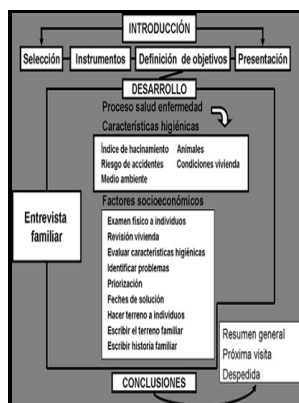 INTRODUCCIÓN
Selección Instrumentos Definición de objetivos Presentación
DESARROLLO
Proceso salud enfermedad
Características higiénicas
Índice de hacinamiento Animales
Riesgo de accidentes Condiciones vivienda
Medio ambiente
Entrevista
familiar
Factores socioeconómicos
Examen físico a individuos
Revisión vivienda
Evaluar características higiénicas
Identificar problemas
Priorización
Feches de solución
Hacer terreno a individuos
Escribir el terreno familiar
Escribir historia familiar
Resumen general
Próxima visita
Despedida
CONCLUSIONES